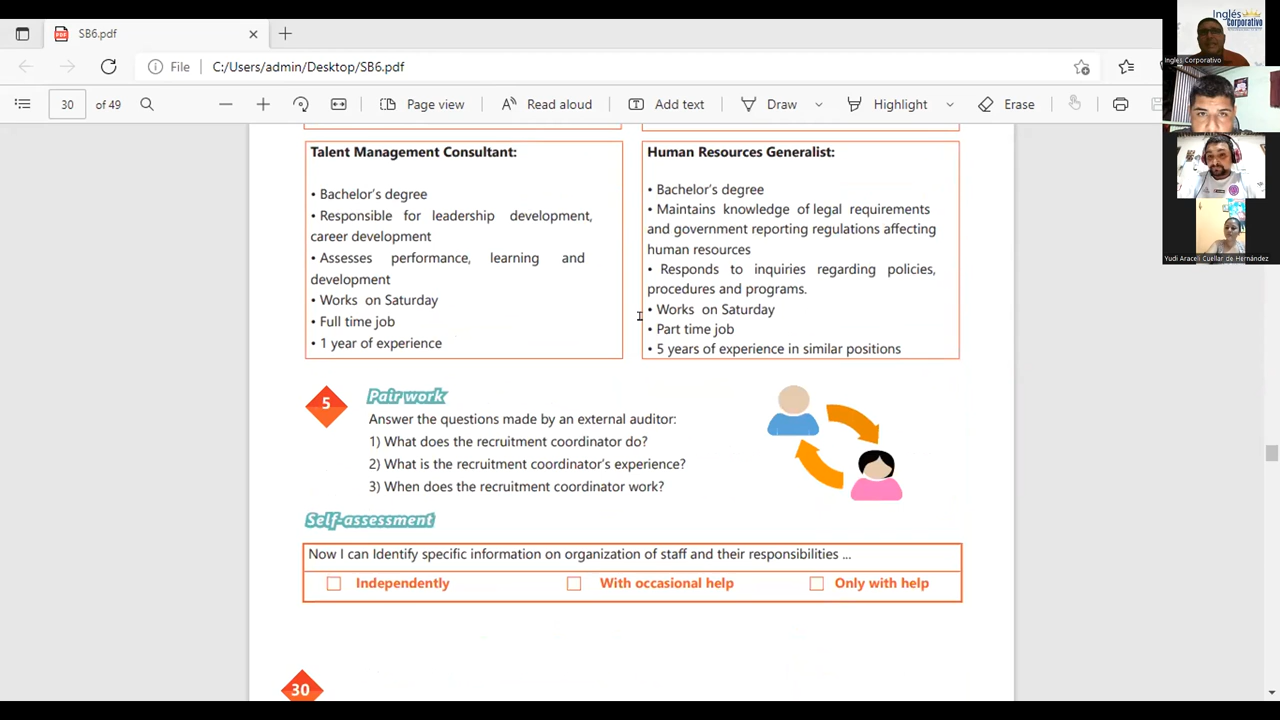 SB6.pdf
File
C:/Users/admin/Desktop/SB6.pdf
30 of 49
Page view
Read aloud
Add text
Draw
Highlight
Erase
Talent Management Consultant:
• Bachelor's degree
• Responsible for leadership development,
career development
• Assesses performance, learning and
development
• Works on Saturday
• Full time job
• 1 year of experience
Human Resources Generalist:
• Bachelor's degree
• Maintains knowledge of legal requirements
and government reporting regulations affecting
human resources
• Responds to inquiries regarding policies,
procedures and programs.
• Works on Saturday
• Part time job
• 5 years of experience in similar positions
5
Pair work
Answer the questions made by an external auditor:
1) What does the recruitment coordinator do?
2) What is the recruitment coordinator's experience?
3) When does the recruitment coordinator work?
Self-assessment
Now I can Identify specific information on organization of staff and their responsibilities ...
Independently
With occasional help
Only with help
30
Inglés
Corporativo
Inglés Corporativo
Yudi Araceli Cuellar de Hernández